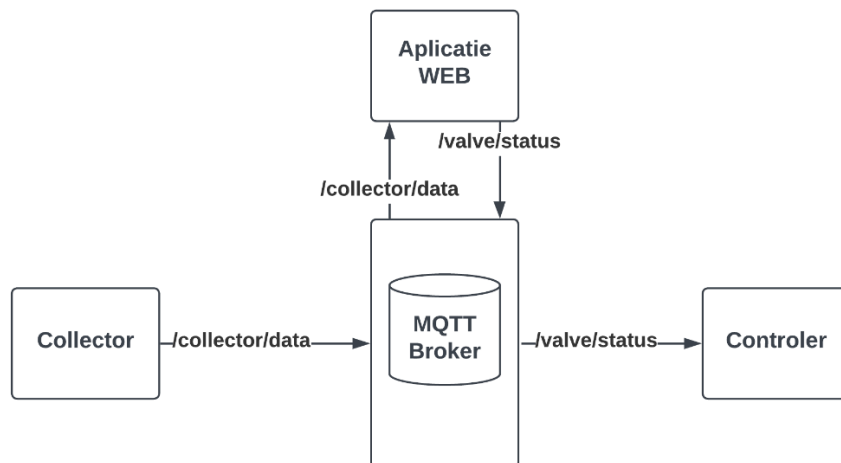 Aplicatie
WEB
/valve/status
/collector/data
Collector
/collector/data
MQTT
Broker
/valve/status
Controler